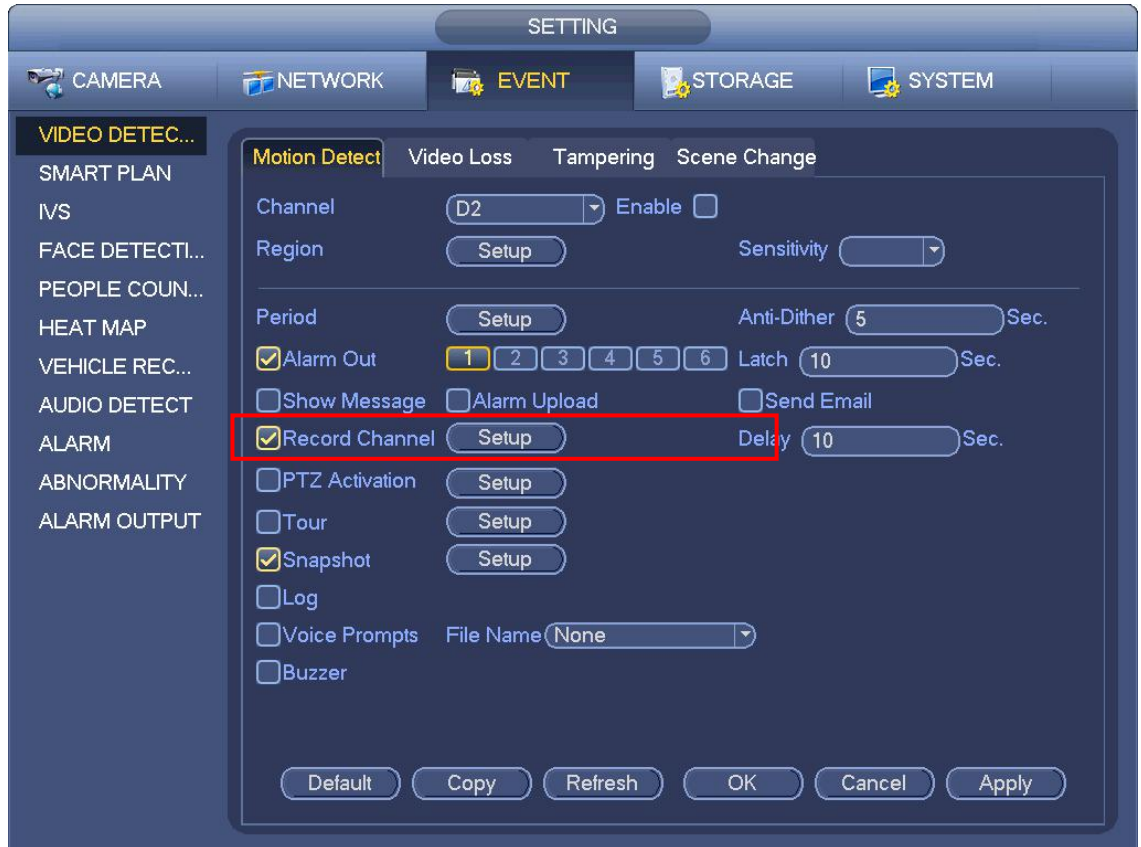 SETTING
CAMERA NETWORK EVENT STORAGE SYSTEM
VIDEO DETEC...
SMART PLAN
IVS
FACE DETECTI...
PEOPLE COUN...
HEAT MAP
VEHICLE REC...
AUDIO DETECT
ALARM
ABNORMALITY
ALARM OUTPUT
Motion Detect Video Loss Tampering Scene Change
Channel D2 Enable
Region Setup Sensitivity
Period Setup Anti-Dither 5 Sec.
Alarm Out 1 2 3 4 5 6 Latch 10 Sec.
Show Message Alarm Upload Send Email
Record Channel Setup Delay 10 Sec.
PTZ Activation Setup
Tour Setup
Snapshot Setup
Log
Voice Prompts File Name None
Buzzer
Default Copy Refresh OK Cancel Apply